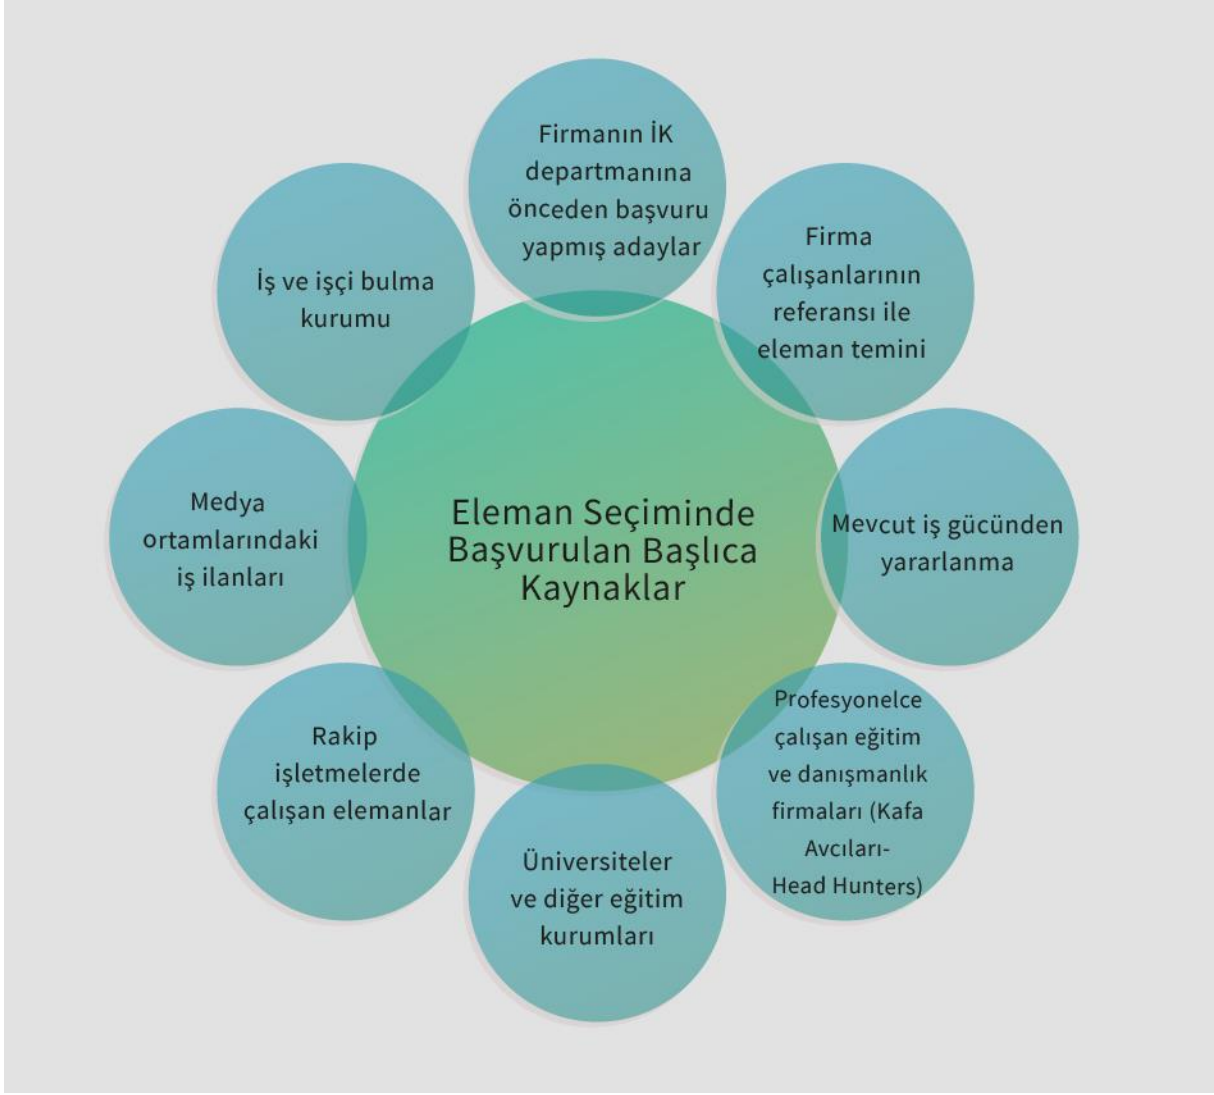 Firmanın İK
departmanına
önceden başvuru
yapmış adaylar
Firma
çalışanlarının
referansı ile
eleman temini
Mevcut iş gücünden
yararlanma
Profesyonelce
çalışan eğitim
ve danışmanlık
firmaları (Kafa
Avcıları-
Head Hunters)
Üniversiteler
ve diğer eğitim
kurumları
Rakip
işletmelerde
çalışan elemanlar
Medya
ortamlarındaki
iş ilanları
İş ve işçi bulma
kurumu
Eleman Seçiminde
Başvurulan Başlıca
Kaynaklar